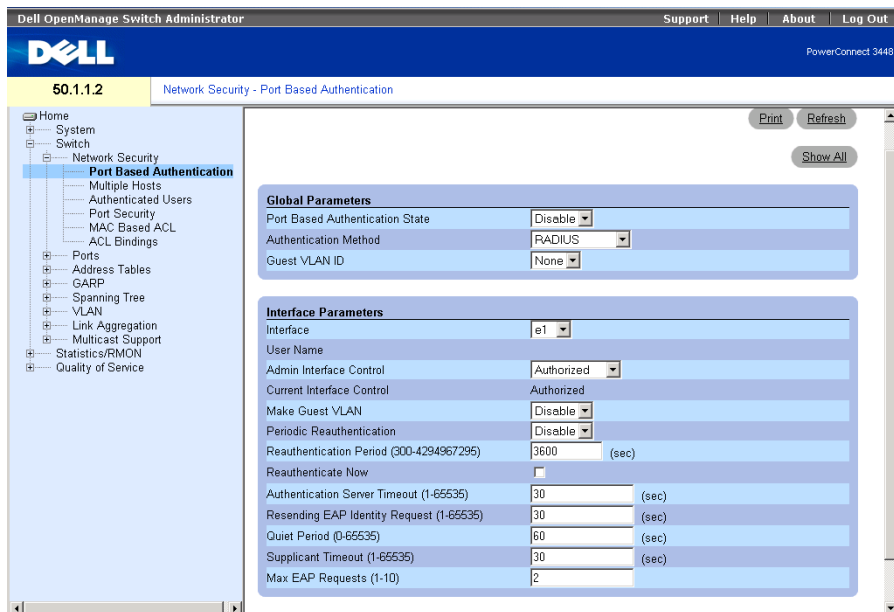 Dell OpenManage Switch Administrator
Support | Help | About | Log Out
DELL
PowerConnect 3448
50.1.1.2
Network Security - Port Based Authentication
Home
System
Switch
Network Security
Port Based Authentication
Multiple Hosts
Authenticated Users
Port Security
MAC Based ACL
ACL Bindings
Ports
Address Tables
GARP
Spanning Tree
VLAN
Link Aggregation
Multicast Support
Statistics/RMON
Quality of Service
Print Refresh
Show All
Global Parameters
Port Based Authentication State Disable
Authentication Method RADIUS
Guest VLAN ID None
Interface Parameters
Interface e1
User Name
Admin Interface Control Authorized
Current Interface Control Authorized
Make Guest VLAN Disable
Periodic Reauthentication Disable
Reauthentication Period (300-4294967295) 3600 (sec)
Reauthenticate Now
Authentication Server Timeout (1-65535) 30 (sec)
Resending EAP Identity Request (1-65535) 30 (sec)
Quiet Period (0-65535) 60 (sec)
Supplicant Timeout (1-65535) 30 (sec)
Max EAP Requests (1-10) 2